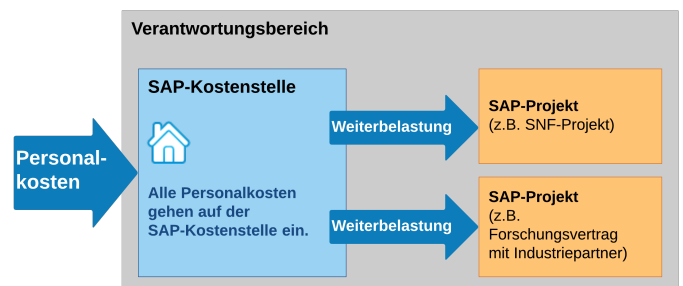 Verantwortungsbereich
SAP-Kostenstelle
Personal-
kosten
Alle Personalkosten
gehen auf der
SAP-Kostenstelle ein.
Weiterbelastung
SAP-Projekt
(z.B. SNF-Projekt)
Weiterbelastung
SAP-Projekt
(z.B.
Forschungsvertrag
mit Industriepartner)